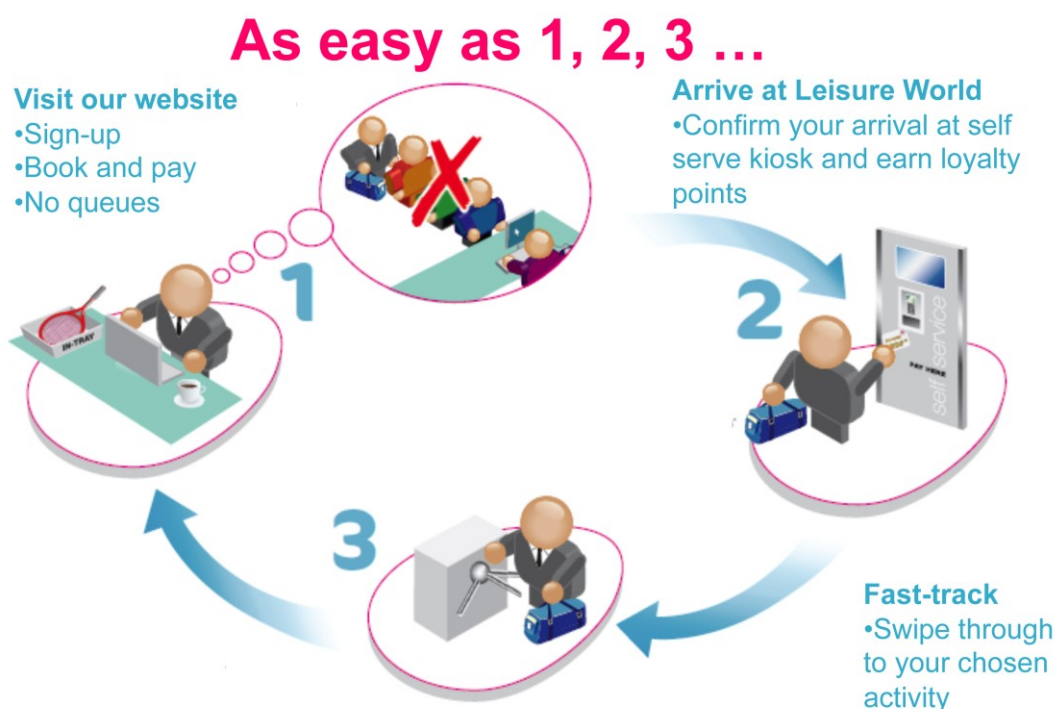 As easy as 1, 2, 3 ...
Visit our website
•Sign-up
•Book and pay
•No queues
Arrive at Leisure World
•Confirm your arrival at self
serve kiosk and earn loyalty
points
1
IN-TRAY
2
self service
PAY HERE
3
Fast-track
•Swipe through
to your chosen
activity